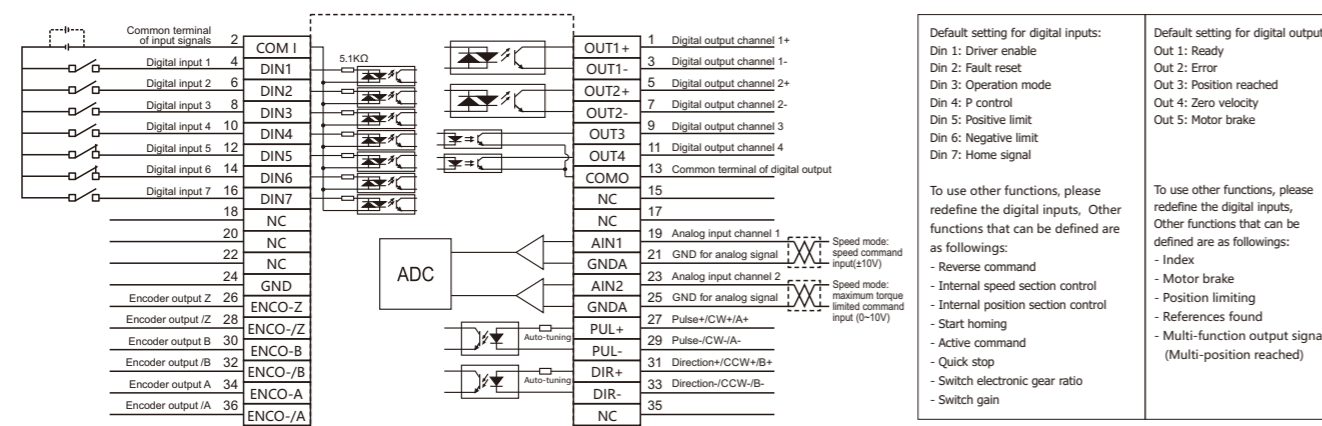 Common terminal
of input signals 2 COM I
Digital input 1 4 DIN1
Digital input 2 6 DIN2
Digital input 3 8 DIN3
Digital input 4 10 DIN4
Digital input 5 12 DIN5
Digital input 6 14 DIN6
Digital input 7 16 DIN7
18 NC
20 NC
22 NC
24 GND
Encoder output Z 26 ENCO-Z
Encoder output /Z 28 ENCO-/Z
Encoder output B 30 ENCO-B
Encoder output /B 32 ENCO-/B
Encoder output A 34 ENCO-A
Encoder output /A 36 ENCO-/A
5.1KΩ
ADC
Auto-tuning
Auto-tuning
OUT1+ 1 Digital output channel 1+
OUT1- 3 Digital output channel 1-
OUT2+ 5 Digital output channel 2+
OUT2- 7 Digital output channel 2-
OUT3 9 Digital output channel 3
OUT4 11 Digital output channel 4
COMO 13 Common terminal of digital output
NC 15
NC 17
AIN1 19 Analog input channel 1
GNDA 21 GND for analog signal
AIN2 23 Analog input channel 2
GNDA 25 GND for analog signal
PUL+ 27 Pulse+/CW+/A+
PUL- 29 Pulse-/CW-/A-
DIR+ 31 Direction+/CCW+/B+
DIR- 33 Direction-/CCW-/B-
NC 35
Speed mode:
speed command
input(±10V)
Speed mode:
maximum torque
limited command
input (0~10V)
Default setting for digital inputs:
Din 1: Driver enable
Din 2: Fault reset
Din 3: Operation mode
Din 4: P control
Din 5: Positive limit
Din 6: Negative limit
Din 7: Home signal
To use other functions, please
redefine the digital inputs, Other
functions that can be defined are
as followings:
- Reverse command
- Internal speed section control
- Internal position section control
- Start homing
- Active command
- Quick stop
- Switch electronic gear ratio
- Switch gain
Default setting for digital output
Out 1: Ready
Out 2: Error
Out 3: Position reached
Out 4: Zero velocity
Out 5: Motor brake
To use other functions, please
redefine the digital inputs,
Other functions that can be
defined are as followings:
- Index
- Motor brake
- Position limiting
- References found
- Multi-function output signa
(Multi-position reached)